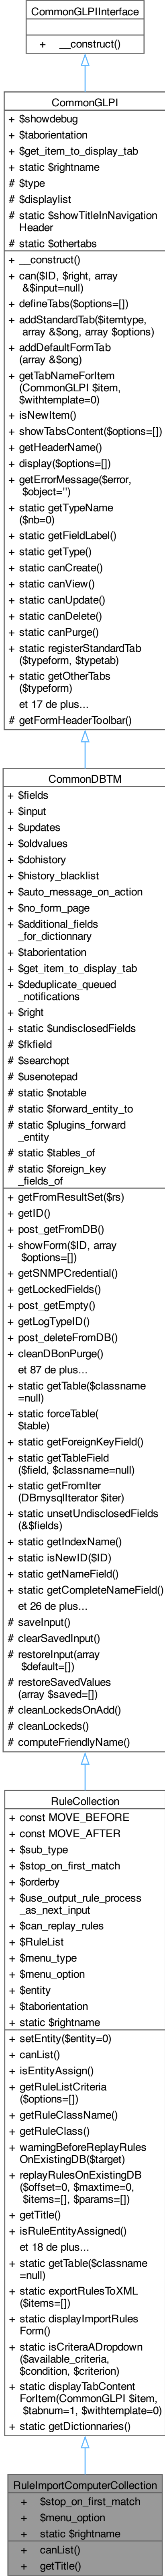 CommonGLPIInterface
+ __construct()
CommonGLPI
+ $showdebug
+ $taborientation
+ $get_item_to_display_tab
+ static $rightname
# $type
# $displaylist
# static $showTitleInNavigation
Header
# static $othertabs
+ __construct()
+ can($ID, $right, array
&$input=null)
+ defineTabs($options=[])
+ addStandardTab($itemtype,
array &$ong, array $options)
+ addDefaultFormTab
(array &$ong)
+ getTabNameForItem
(CommonGLPI $item,
$withtemplate=0)
+ isNewItem()
+ showTabsContent($options=[])
+ getHeaderName()
+ display($options=[])
+ getErrorMessage($error,
$object='')
+ static getTypeName
($nb=0)
+ static getFieldLabel()
+ static getType()
+ static canCreate()
+ static canView()
+ static canUpdate()
+ static canDelete()
+ static canPurge()
+ static registerStandardTab
($typeform, $typetab)
+ static getOtherTabs
($typeform)
et 17 de plus...
# getFormHeaderToolbar()
CommonDBTM
+ $fields
+ $input
+ $updates
+ $oldvalues
+ $dohistory
+ $history_blacklist
+ $auto_message_on_action
+ $no_form_page
+ $additional_fields
_for_dictionnary
+ $taborientation
+ $get_item_to_display_tab
+ $deduplicate_queued
_notifications
+ $right
+ static $undisclosedFields
# $fkfield
# $searchopt
# $usenotepad
# static $notable
# static $forward_entity_to
# static $plugins_forward
_entity
# static $tables_of
# static $foreign_key
_fields_of
+ getFromResultSet($rs)
+ getID()
+ post_getFromDB()
+ showForm($ID, array
$options=[])
+ getSNMPCredential()
+ getLockedFields()
+ post_getEmpty()
+ getLogTypeID()
+ post_deleteFromDB()
+ cleanDBonPurge()
et 87 de plus...
+ static getTable($classname
=null)
+ static forceTable(
$table)
+ static getForeignKeyField()
+ static getTableField
($field, $classname=null)
+ static getFromIter
(DBmysqlIterator $iter)
+ static unsetUndisclosedFields
(&$fields)
+ static getIndexName()
+ static isNewID($ID)
+ static getNameField()
+ static getCompleteNameField()
et 26 de plus...
# saveInput()
# clearSavedInput()
# restoreInput(array
$default=[])
# restoreSavedValues
(array $saved=[])
# cleanLockedsOnAdd()
# cleanLockeds()
# computeFriendlyName()
RuleCollection
+ const MOVE_BEFORE
+ const MOVE_AFTER
+ $sub_type
+ $stop_on_first_match
+ $orderby
+ $use_output_rule_process
_as_next_input
+ $can_replay_rules
+ $RuleList
+ $menu_type
+ $menu_option
+ $entity
+ $taborientation
+ static $rightname
+ setEntity($entity=0)
+ canList()
+ isEntityAssign()
+ getRuleListCriteria
($options=[])
+ getRuleClassName()
+ getRuleClass()
+ warningBeforeReplayRules
OnExistingDB($target)
+ replayRulesOnExistingDB
($offset=0, $maxtime=0,
$items=[], $params=[])
+ getTitle()
+ isRuleEntityAssigned()
et 18 de plus...
+ static getTable($classname
=null)
+ static exportRulesToXML
($items=[])
+ static displayImportRules
Form()
+ static isCriteraADropdown
($available_criteria,
$condition, $criterion)
+ static displayTabContent
ForItem(CommonGLPI $item,
$tabnum=1, $withtemplate=0)
+ static getDictionnaries()
RuleImportComputerCollection
+ $stop_on_first_match
+ $menu_option
+ static $rightname
+ canList()
+ getTitle()